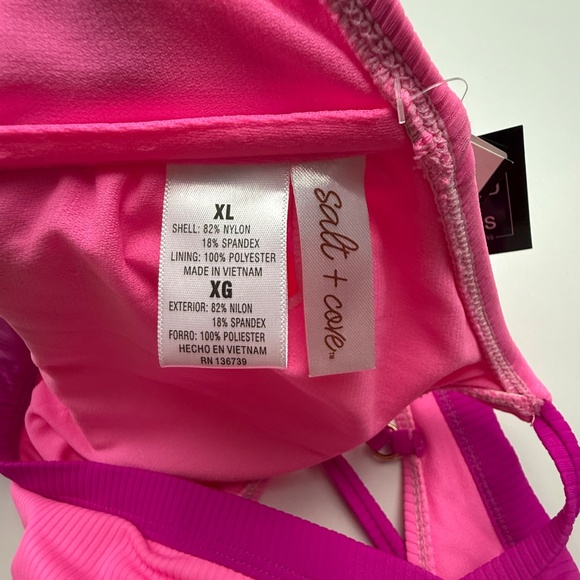 XL
SHELL: 82% NYLON
18% SPANDEX
LINING: 100% POLYESTER
MADE IN VIETNAM
XG
EXTERIOR: 82% NILON
18% SPANDEX
FORRO: 100% POLIESTER
HECHO EN VIETNAM
RN 136739
salt + cove™